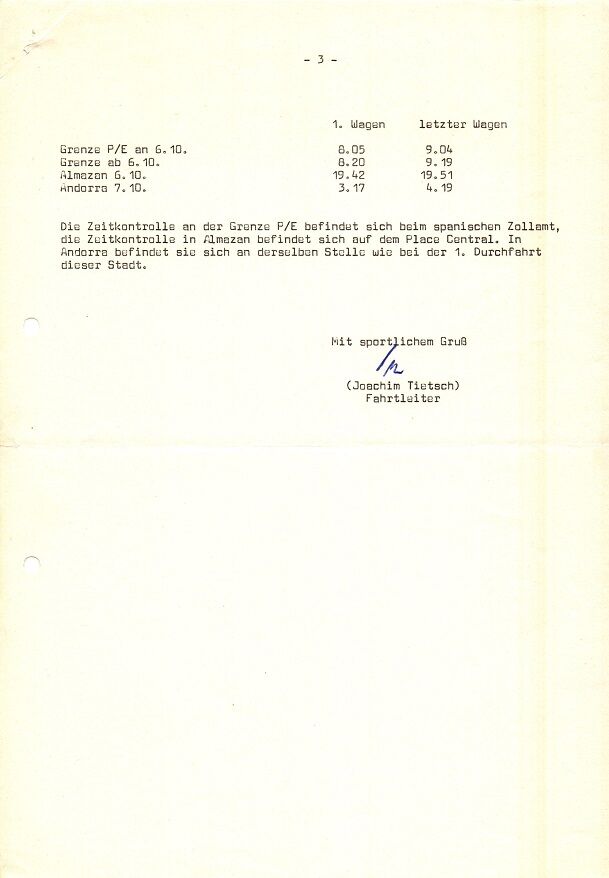 - 3 -
1. Wagen letzter Wagen
Grenze P/E an 6.10. 8.05 9.04
Grenze ab 6.10. 8.20 9.19
Almazan 6.10. 19.42 19.51
Andorra 7.10. 3.17 4.19
Die Zeitkontrolle an der Grenze P/E befindet sich beim spanischen Zollamt,
die Zeitkontrolle in Almazan befindet sich auf dem Place Central. In
Andorra befindet sie sich an derselben Stelle wie bei der 1. Durchfahrt
dieser Stadt.
Mit sportlichem Gruß
(Joachim Tietsch)
Fahrtleiter